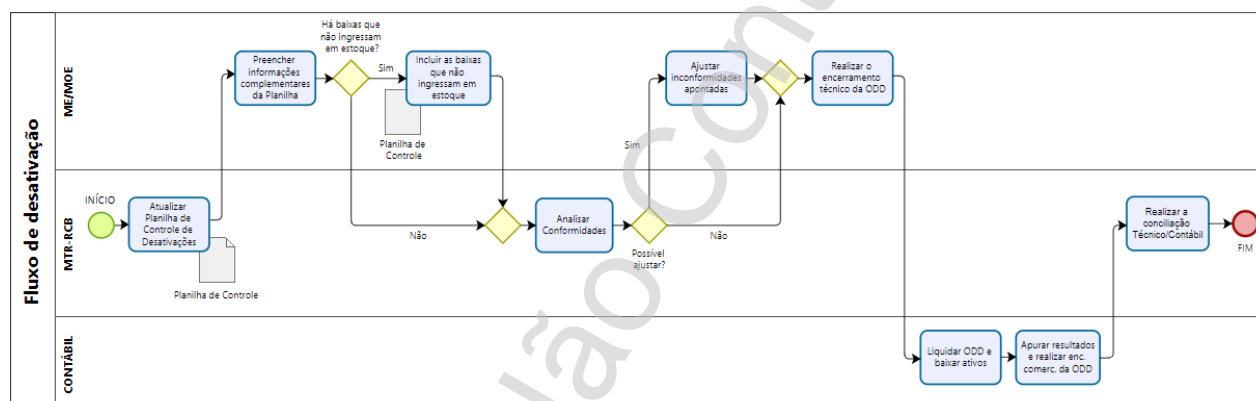 Fluxo de desativação
ME/MOE
MTR-RCB
CONTÁBIL
INÍCIO
Atualizar
Planilha de
Controle de
Desativações
Planilha de Controle
Preencher
informações
complementares
da Planilha
Há baixas que
não ingressam
em estoque?
Sim
Não
Incluir as baixas
que não
ingressam em
estoque
Planilha de
Controle
Analisar
Conformidades
Possível
ajustar?
Sim
Não
Ajustar
inconformidades
apontadas
Realizar o
encerramento
técnico da ODD
Liquidar ODD e
baixar ativos
Apurar resultados
e realizar enc.
comerc. da ODD
Realizar a
conciliação
Técnico/Contábil
FIM